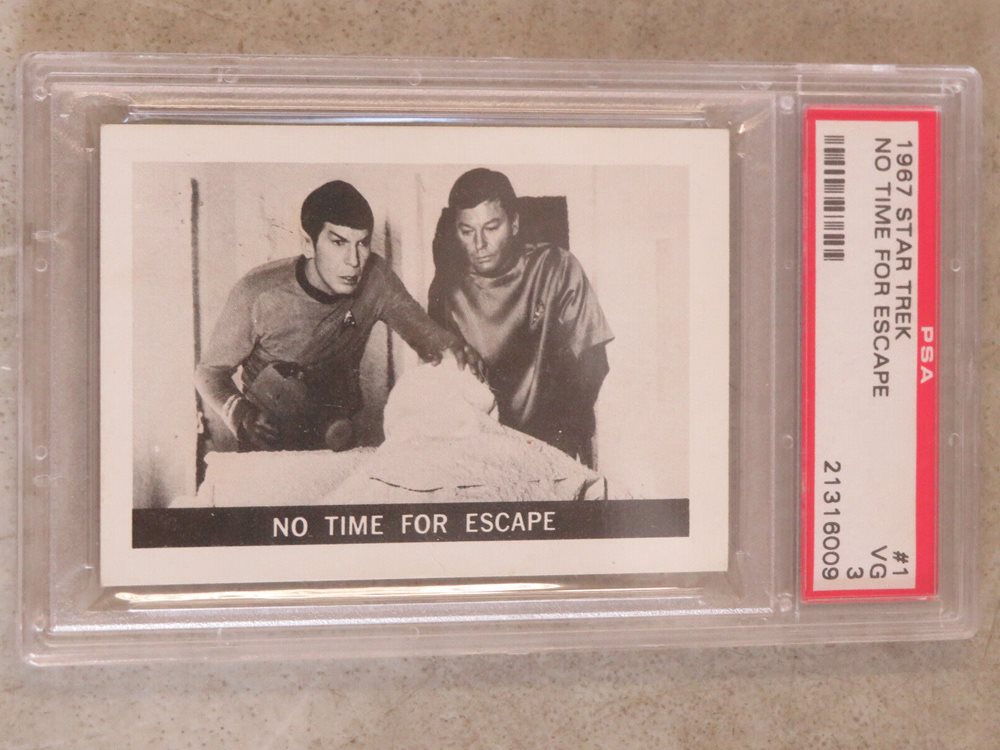 NO TIME FOR ESCAPE
PSA
1967 STAR TREK #1
NO TIME FOR ESCAPE VG
3
21316009